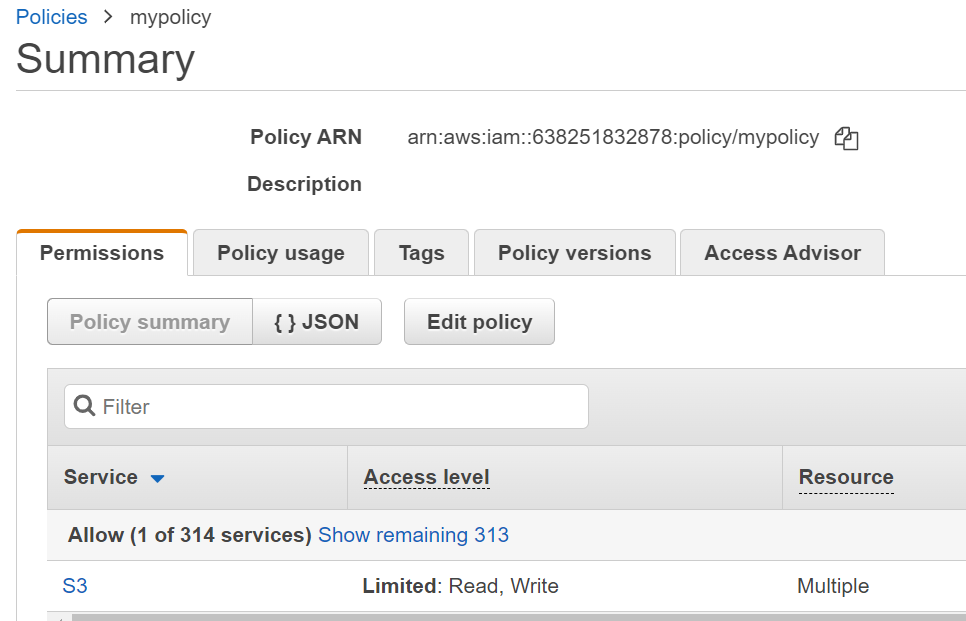 Policies > mypolicy
Summary
Policy ARN arn:aws:iam::638251832878:policy/mypolicy
Description
Permissions Policy usage Tags Policy versions Access Advisor
Policy summary { } JSON Edit policy
Filter
Service Access level Resource
Allow (1 of 314 services) Show remaining 313
S3 Limited: Read, Write Multiple